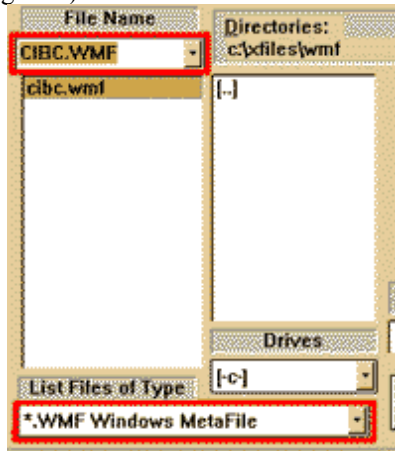 File Name
Directories:
CIBC.WMF
c:\xfiles\wmf
cibc.wmf
[..]
Drives
[-c-]
List Files of Type
*.WMF Windows MetaFile